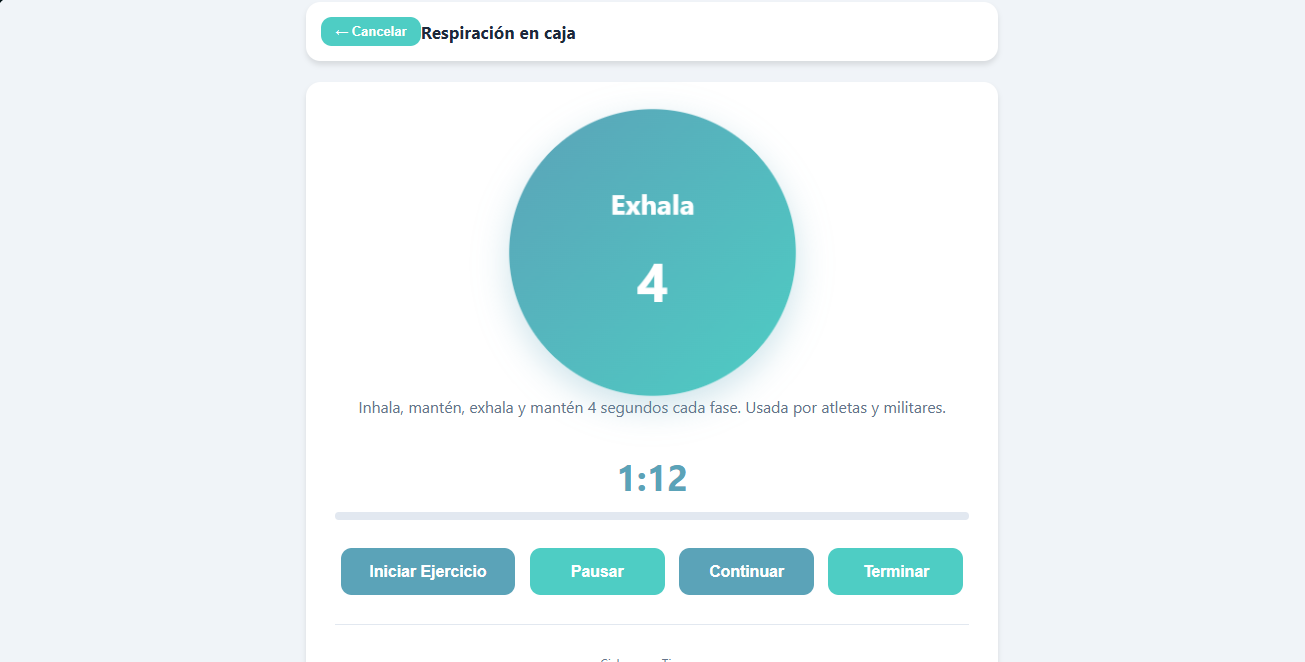 ← Cancelar Respiración en caja
Exhala
4
Inhala, mantén, exhala y mantén 4 segundos cada fase. Usada por atletas y militares.
1:12
Iniciar Ejercicio Pausar Continuar Terminar